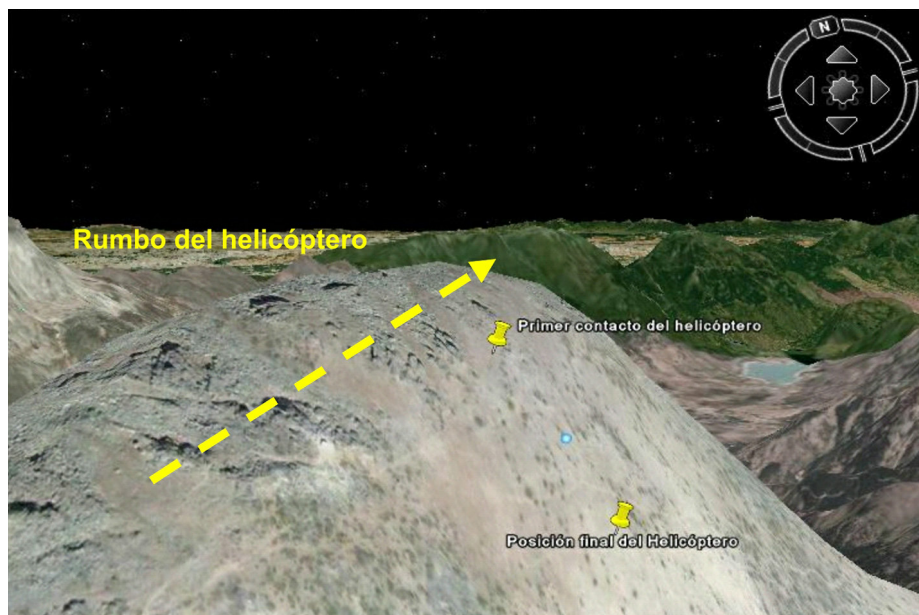 N
Rumbo del helicóptero
Primer contacto del helicóptero
Posición final del Helicóptero